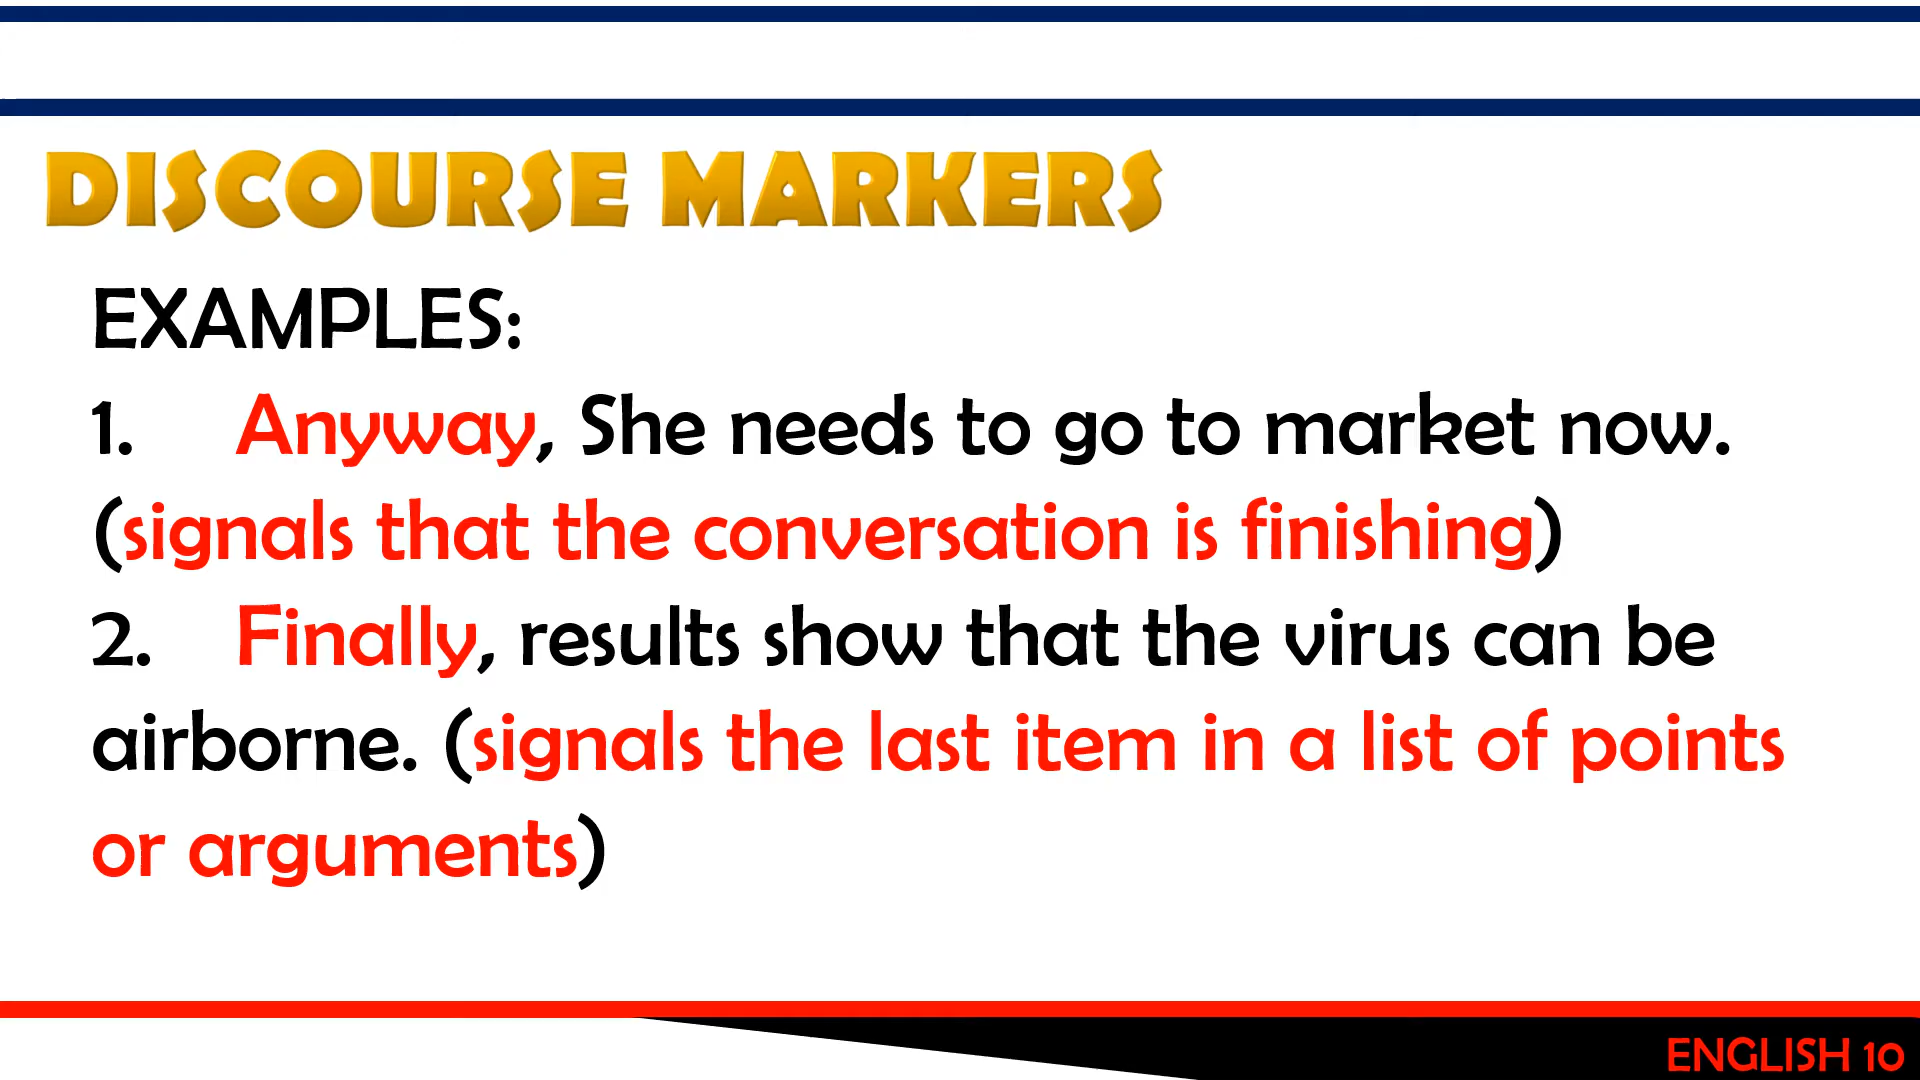 DISCOURSE MARKERS
EXAMPLES:
1. Anyway, She needs to go to market now.
(signals that the conversation is finishing)
2. Finally, results show that the virus can be
airborne. (signals the last item in a list of points
or arguments)
ENGLISH 10